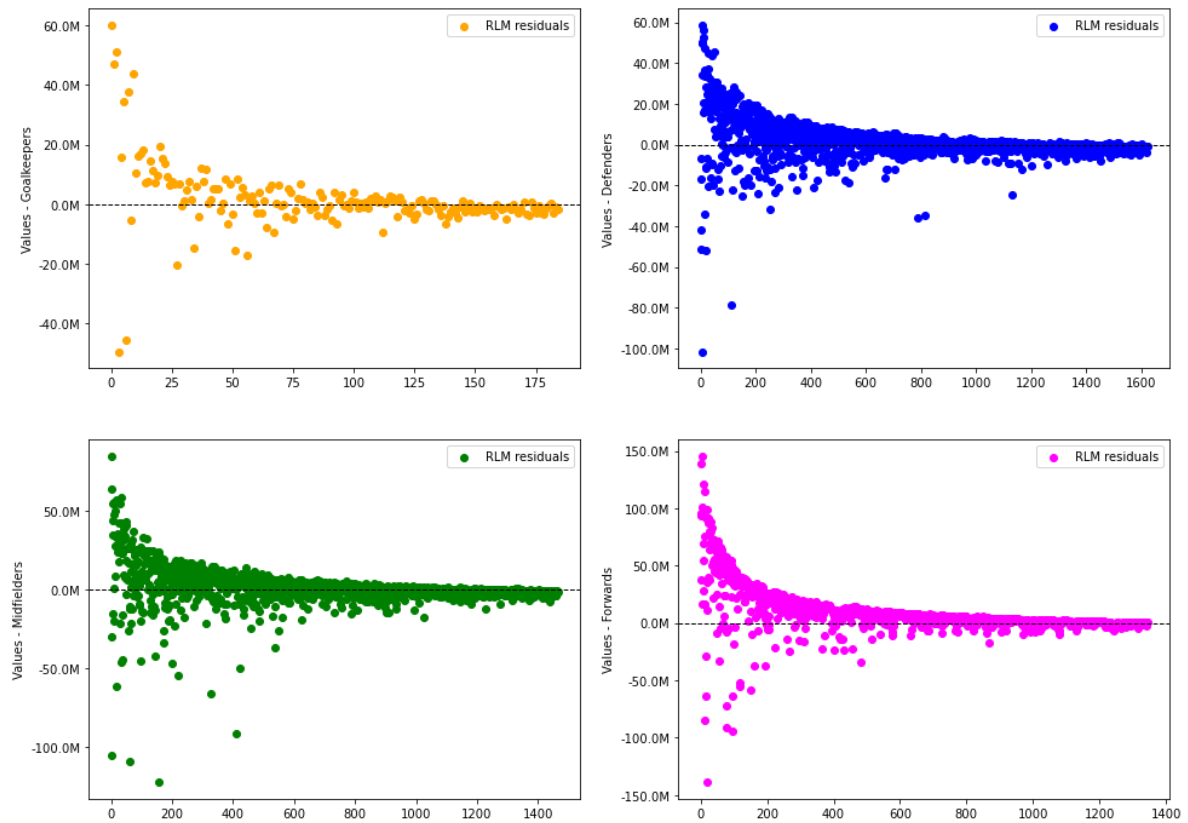 60.0M
40.0M
20.0M
0.0M
-20.0M
-40.0M
Values - Goalkeepers
RLM residuals
0 25 50 75 100 125 150 175
60.0M
40.0M
20.0M
0.0M
-20.0M
-40.0M
-60.0M
-80.0M
-100.0M
Values - Defenders
RLM residuals
0 200 400 600 800 1000 1200 1400 1600
50.0M
0.0M
-50.0M
-100.0M
Values - Midfielders
RLM residuals
0 200 400 600 800 1000 1200 1400
150.0M
100.0M
50.0M
0.0M
-50.0M
-100.0M
-150.0M
Values - Forwards
RLM residuals
0 200 400 600 800 1000 1200 1400